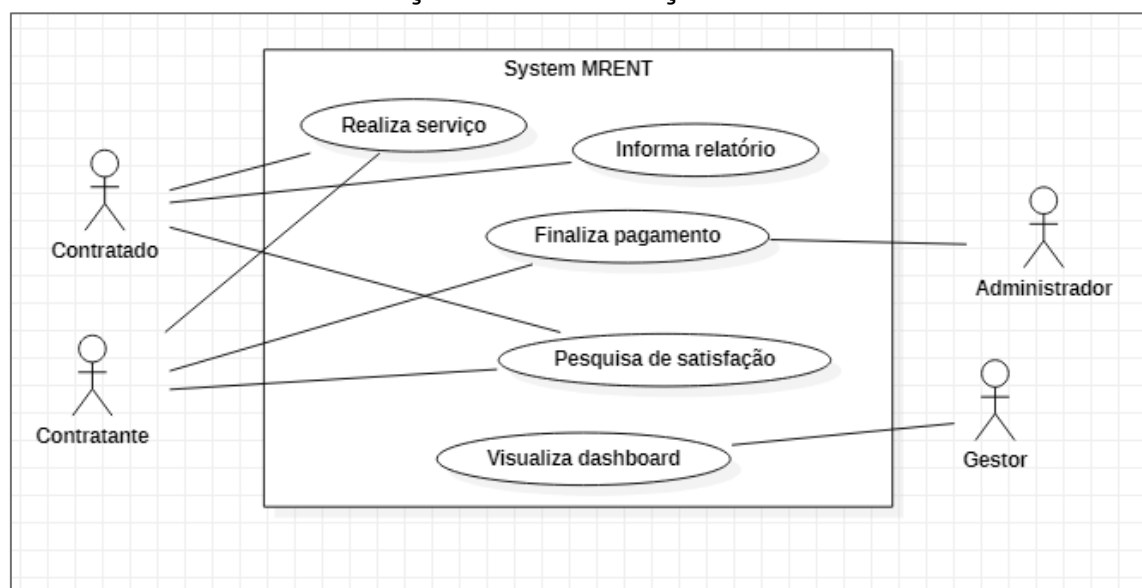 System MRENT
Realiza serviço
Informa relatório
Contratado
Finaliza pagamento
Administrador
Contratante
Pesquisa de satisfação
Visualiza dashboard
Gestor